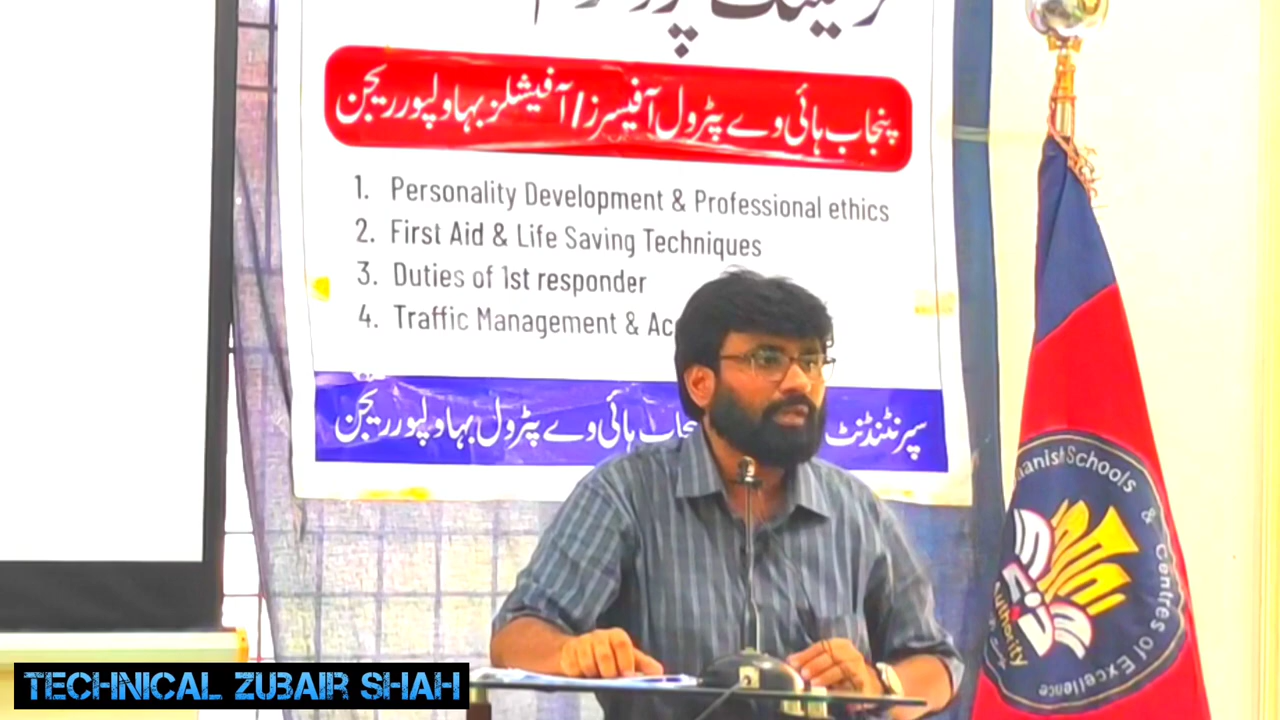 پنجاب ہائی وے پٹرول آفیسرز/آفیشلز بہاولپور ریجن
1. Personality Development & Professional ethics
2. First Aid & Life Saving Techniques
3. Duties of 1st responder
4. Traffic Management & Ac
سپرنٹنڈنٹ پنجاب ہائی وے پٹرول بہاولپور ریجن
Schools & Centres of Excellence
Authority
TECHNICAL ZUBAIR SHAH